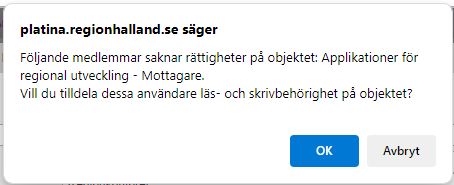 platina.regionhalland.se säger
Följande medlemmar saknar rättigheter på objektet: Applikationer för
regional utveckling - Mottagare.
Vill du tilldela dessa användare läs- och skrivbehörighet på objektet?
OK
Avbryt